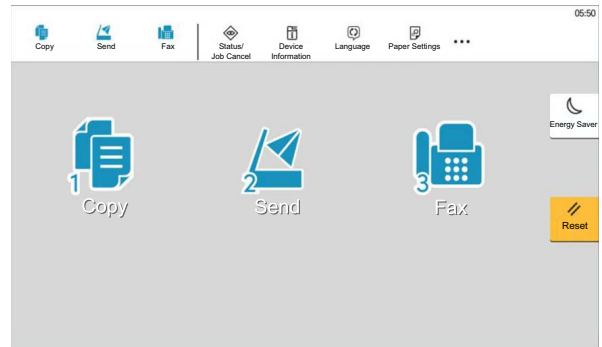 05:50
Copy
Send
Fax
Status/
Job Cancel
Device
Information
Language
Paper Settings
Energy Saver
1
Copy
2
Send
3
Fax
Reset